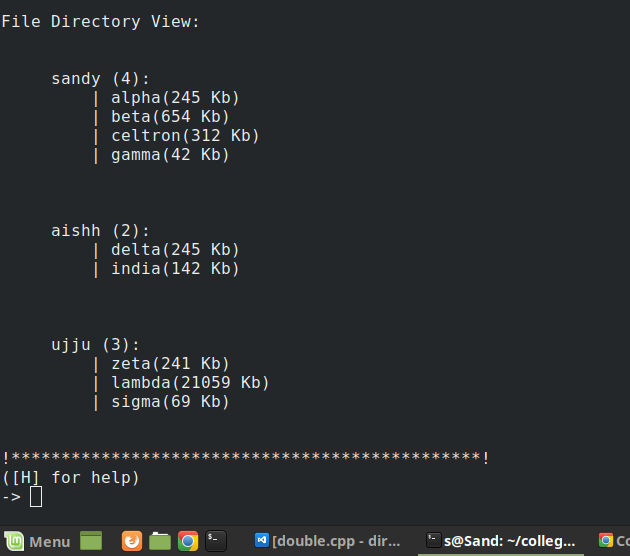 File Directory View:
sandy (4):
| alpha(245 Kb)
| beta(654 Kb)
| celtron(312 Kb)
| gamma(42 Kb)
aishh (2):
| delta(245 Kb)
| india(142 Kb)
ujju (3):
| zeta(241 Kb)
| lambda(21059 Kb)
| sigma(69 Kb)
!***********************************************!
([H] for help)
->
Menu [double.cpp - dir... s@Sand: ~/colleg... Co